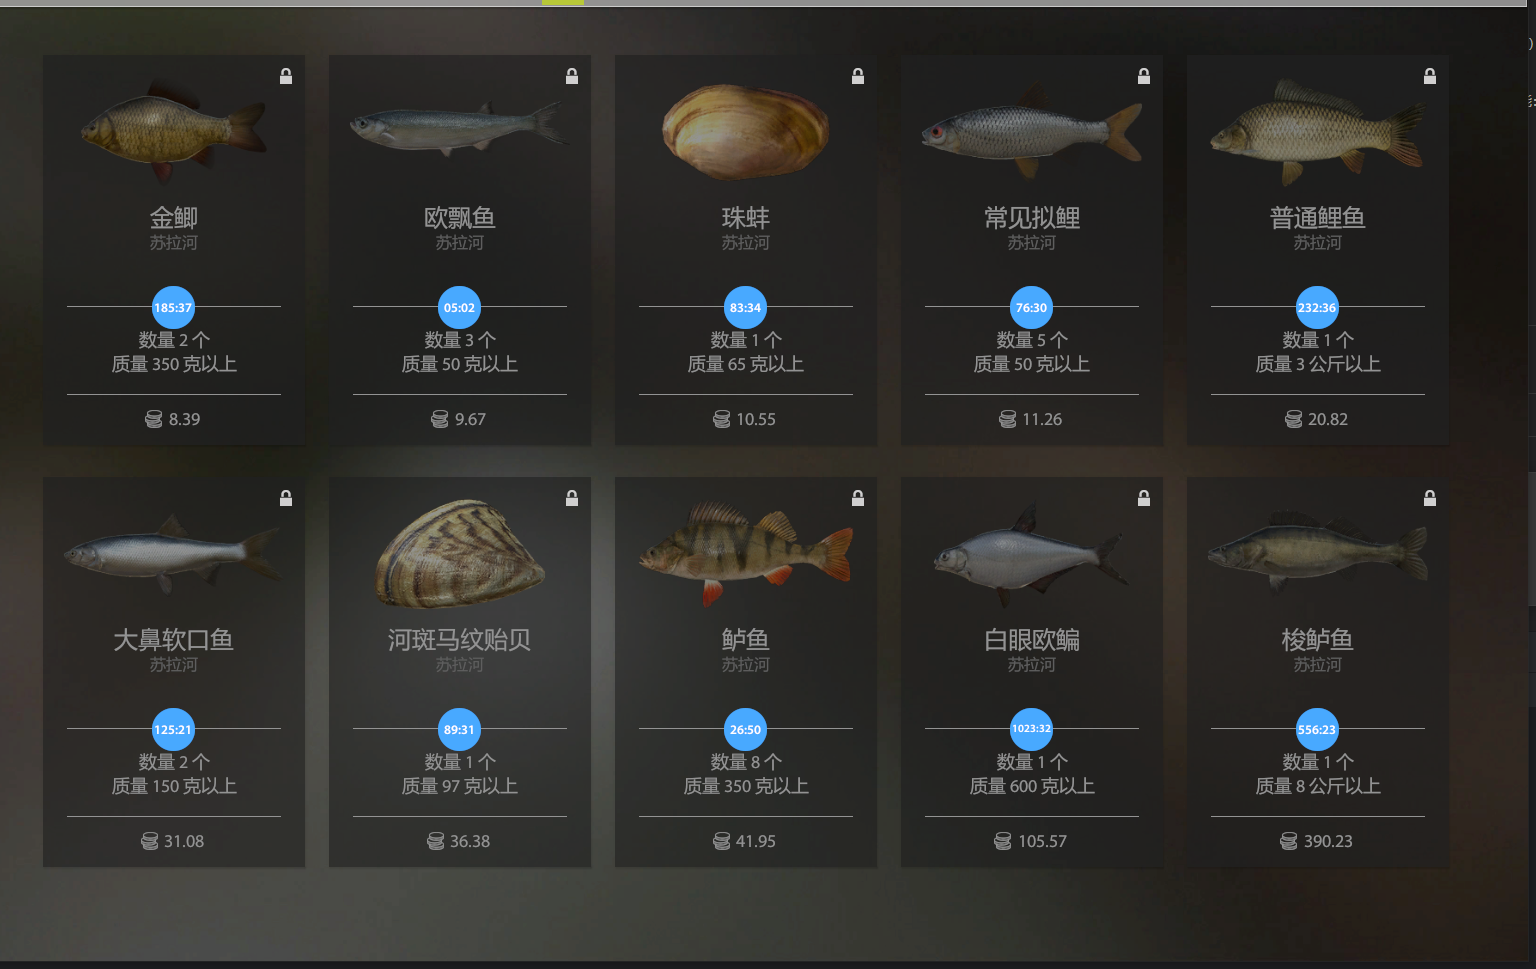 金鲫
苏拉河
185:37
数量 2 个
质量 350 克以上
8.39
欧飘鱼
苏拉河
05:02
数量 3 个
质量 50 克以上
9.67
珠蚌
苏拉河
83:34
数量 1 个
质量 65 克以上
10.55
常见拟鲤
苏拉河
76:30
数量 5 个
质量 50 克以上
11.26
普通鲤鱼
苏拉河
232:36
数量 1 个
质量 3 公斤以上
20.82
大鼻软口鱼
苏拉河
125:21
数量 2 个
质量 150 克以上
31.08
河斑马纹贻贝
苏拉河
89:31
数量 1 个
质量 97 克以上
36.38
鲈鱼
苏拉河
26:50
数量 8 个
质量 350 克以上
41.95
白眼欧鳊
苏拉河
1023:32
数量 1 个
质量 600 克以上
105.57
梭鲈鱼
苏拉河
556:23
数量 1 个
质量 8 公斤以上
390.23